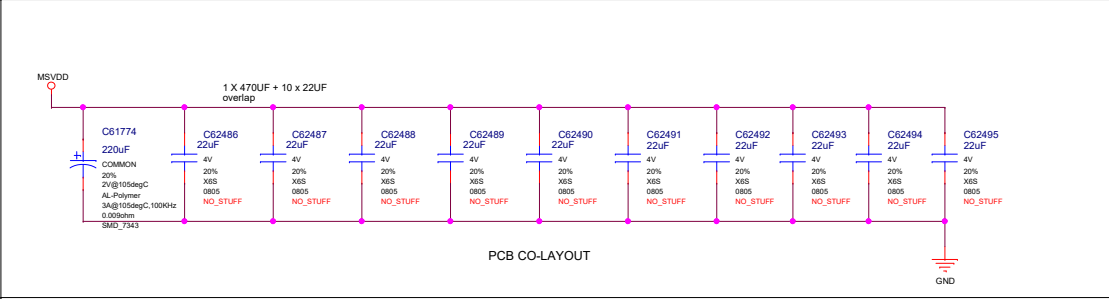 MSVDD
1 X 470UF + 10 x 22UF
overlap
C61774
220uF
COMMON
20%
2V@105degC
AL-Polymer
3A@105degC,100KHz
0.009ohm
SMD_7343
C62486
22uF
4V
20%
X6S
0805
NO_STUFF
C62487
22uF
4V
20%
X6S
0805
NO_STUFF
C62488
22uF
4V
20%
X6S
0805
NO_STUFF
C62489
22uF
4V
20%
X6S
0805
NO_STUFF
C62490
22uF
4V
20%
X6S
0805
NO_STUFF
C62491
22uF
4V
20%
X6S
0805
NO_STUFF
C62492
22uF
4V
20%
X6S
0805
NO_STUFF
C62493
22uF
4V
20%
X6S
0805
NO_STUFF
C62494
22uF
4V
20%
X6S
0805
NO_STUFF
C62495
22uF
4V
20%
X6S
0805
NO_STUFF
PCB CO-LAYOUT
GND